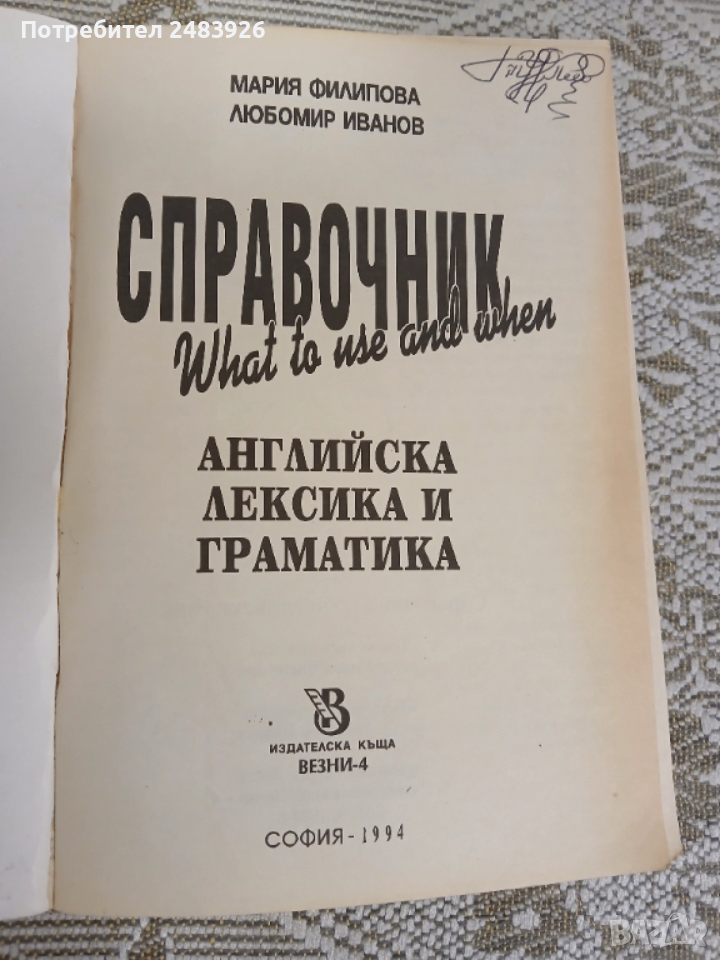 Потребител 2483926
МАРИЯ ФИЛИПОВА
ЛЮБОМИР ИВАНОВ
СПРАВОЧНИК
What to use and when
АНГЛИЙСКА
ЛЕКСИКА И
ГРАМАТИКА
ИЗДАТЕЛСКА КЪЩА
ВЕЗНИ-4
СОФИЯ - 1994
БАЗАР